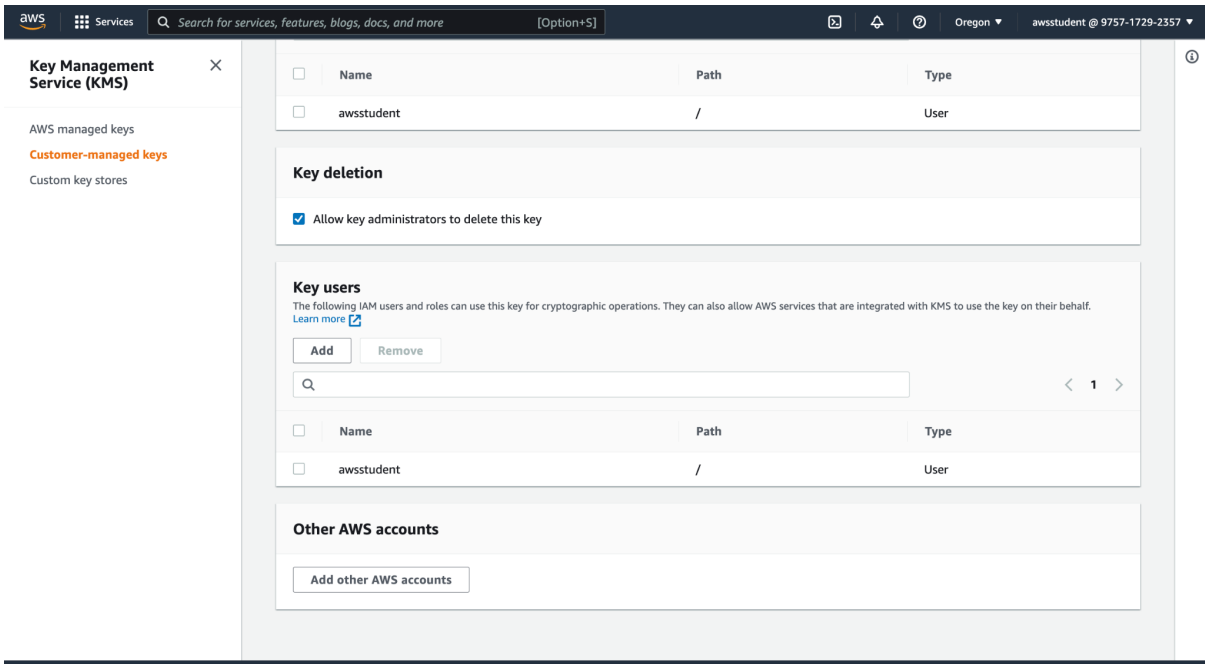 aws Services Search for services, features, blogs, docs, and more [Option+S] Oregon ▼ awsstudent @ 9757-1729-2357 ▼
Key Management
Service (KMS)
AWS managed keys
Customer-managed keys
Custom key stores
Name Path Type
awsstudent / User
Key deletion
Allow key administrators to delete this key
Key users
The following IAM users and roles can use this key for cryptographic operations. They can also allow AWS services that are integrated with KMS to use the key on their behalf.
Learn more
Add Remove
1
Name Path Type
awsstudent / User
Other AWS accounts
Add other AWS accounts